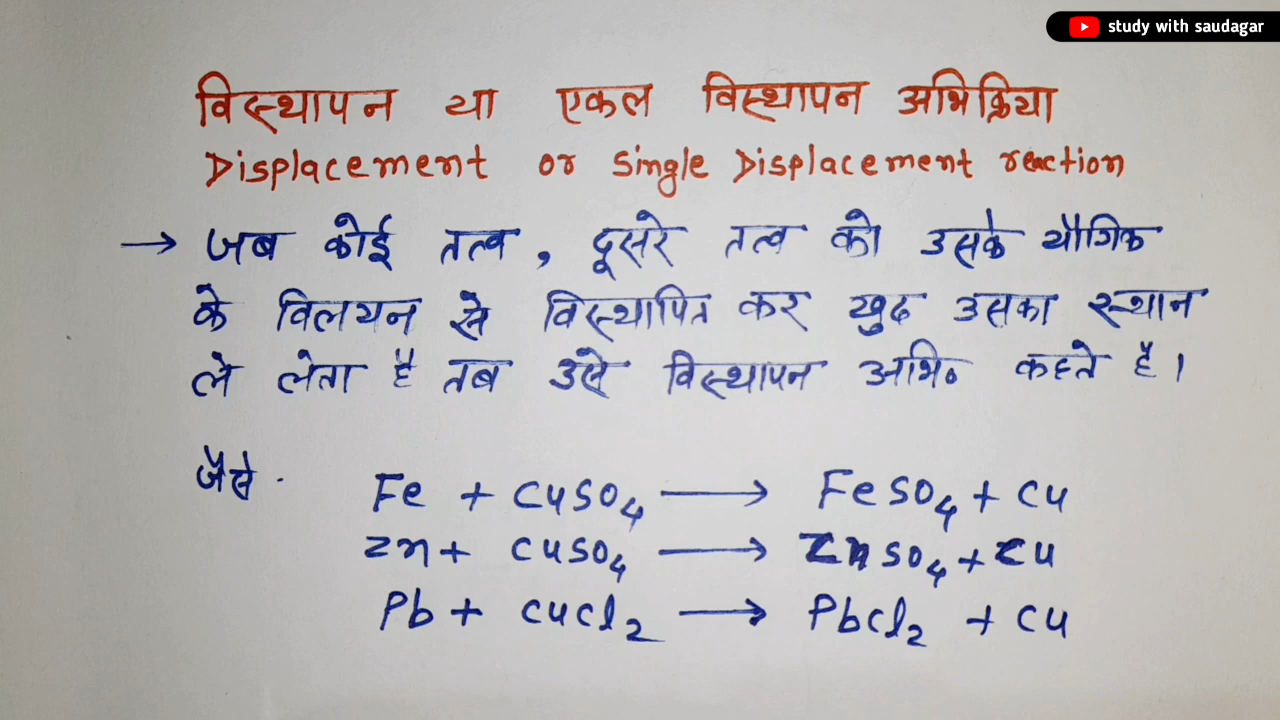 study with saudagar
विस्थापन या एकल विस्थापन अभिक्रिया
Displacement or Single Displacement reaction
→ जब कोई तत्व , दूसरे तत्व को उसके यौगिक
के विलयन से विस्थापित कर खुद उसका स्थान
ले लेता है तब उसे विस्थापन अभि० कहते है।
जैसे .
Fe + CuSO₄ ⟶ FeSO₄ + Cu
Zn + CuSO₄ ⟶ ZnSO₄ + Cu
Pb + CuCl₂ ⟶ PbCl₂ + Cu